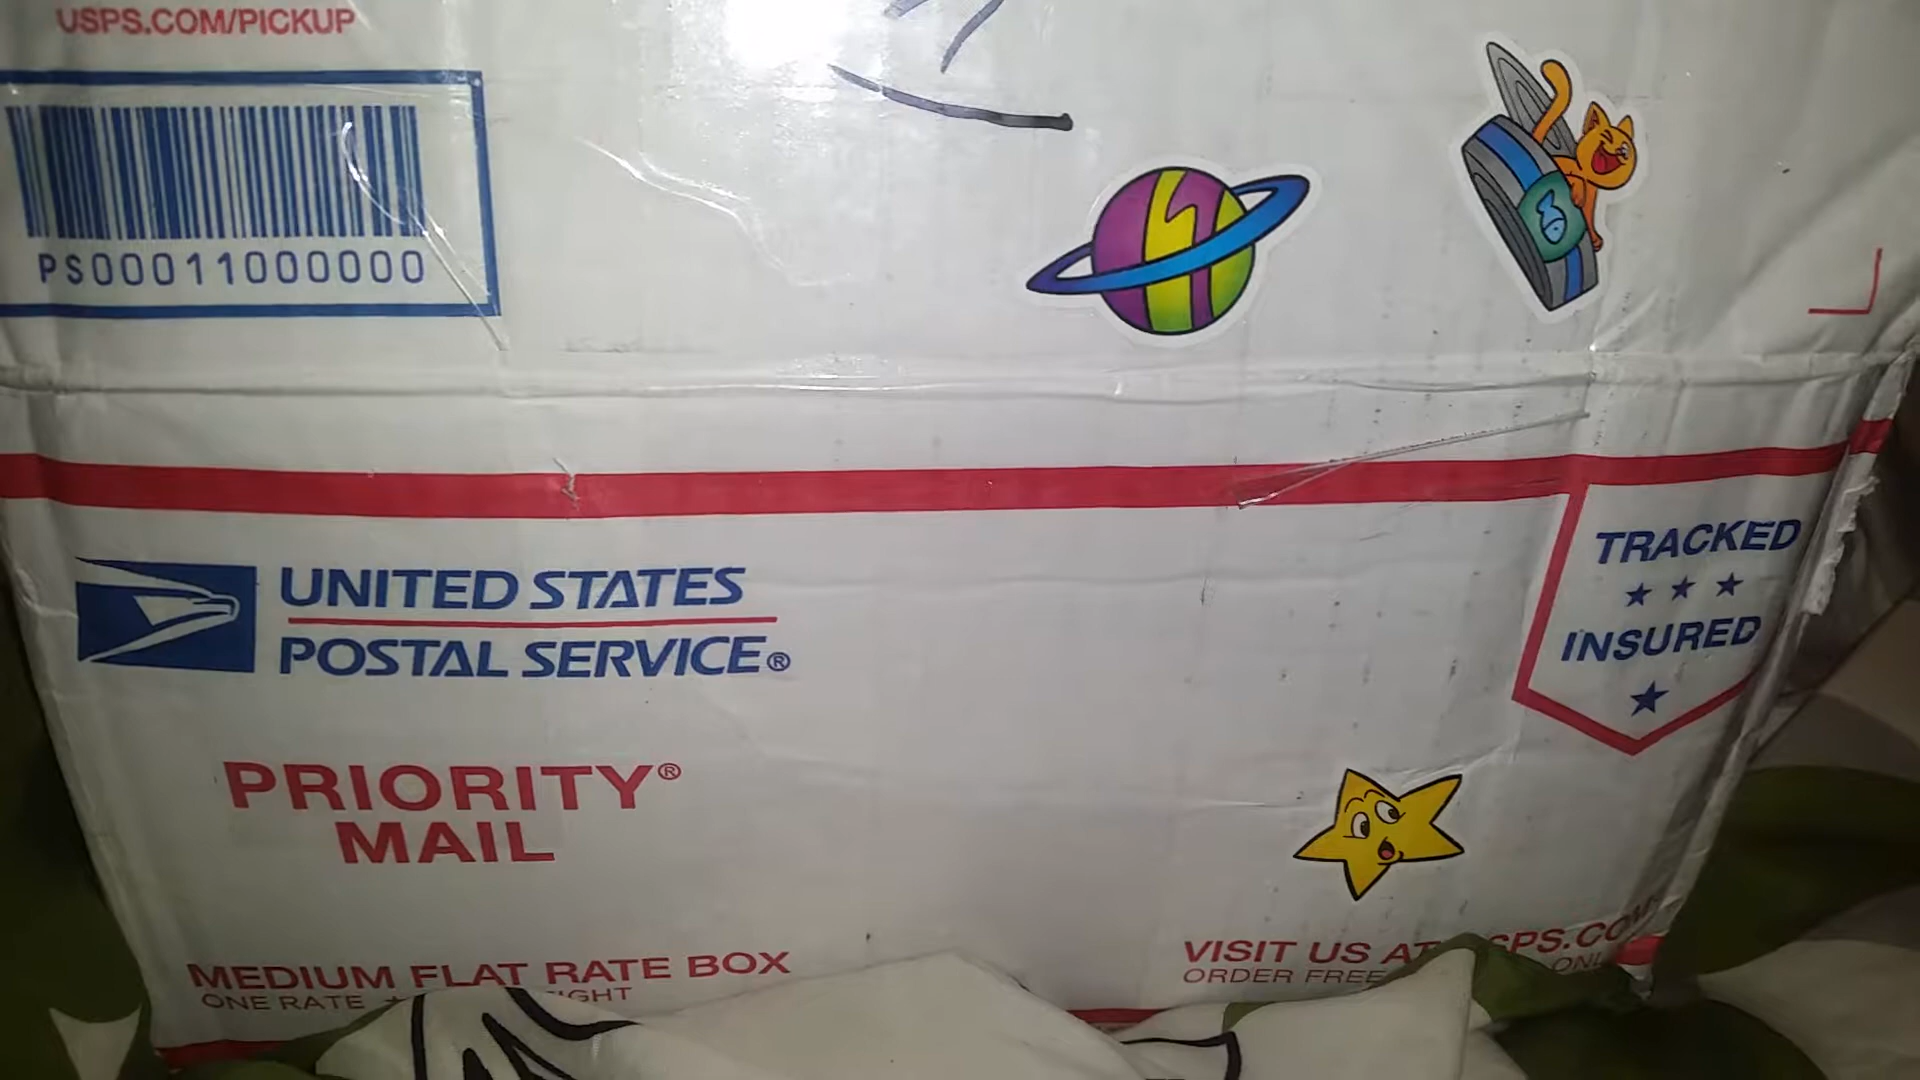 USPS.COM/PICKUP
PS00011000000
UNITED STATES
POSTAL SERVICE®
TRACKED
INSURED
PRIORITY®
MAIL
MEDIUM FLAT RATE BOX
ONE RATE
VISIT US AT
ORDER FREE